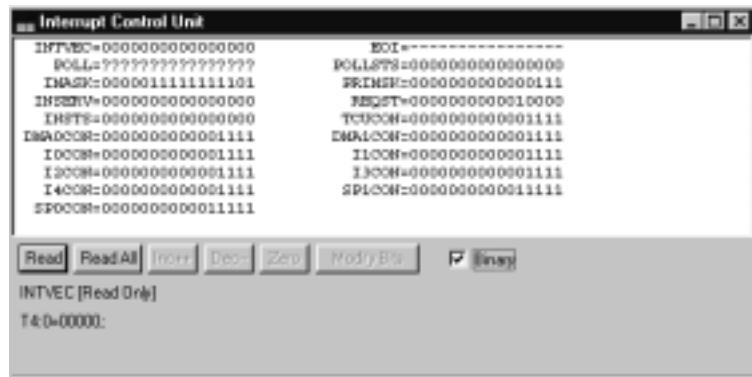 Interrupt Control Unit
INTVEC=0000000000000000 EOI=----------------
POLL=???????????????? POLLSTS=0000000000000000
IMASK=0000011111111101 PRIMSK=0000000000000111
INSERV=0000000000000000 REQST=0000000000010000
INSTS=0000000000000000 TCUCON=0000000000001111
DMA0CON=0000000000001111 DMA1CON=0000000000001111
I0CON=0000000000001111 I1CON=0000000000001111
I2CON=0000000000001111 I3CON=0000000000001111
I4CON=0000000000001111 SP1CON=0000000000011111
SP0CON=0000000000011111
Read Read All Inc++ Dec-- Zero Modify Bits Binary
INTVEC [Read Only]
T4:0=00000;